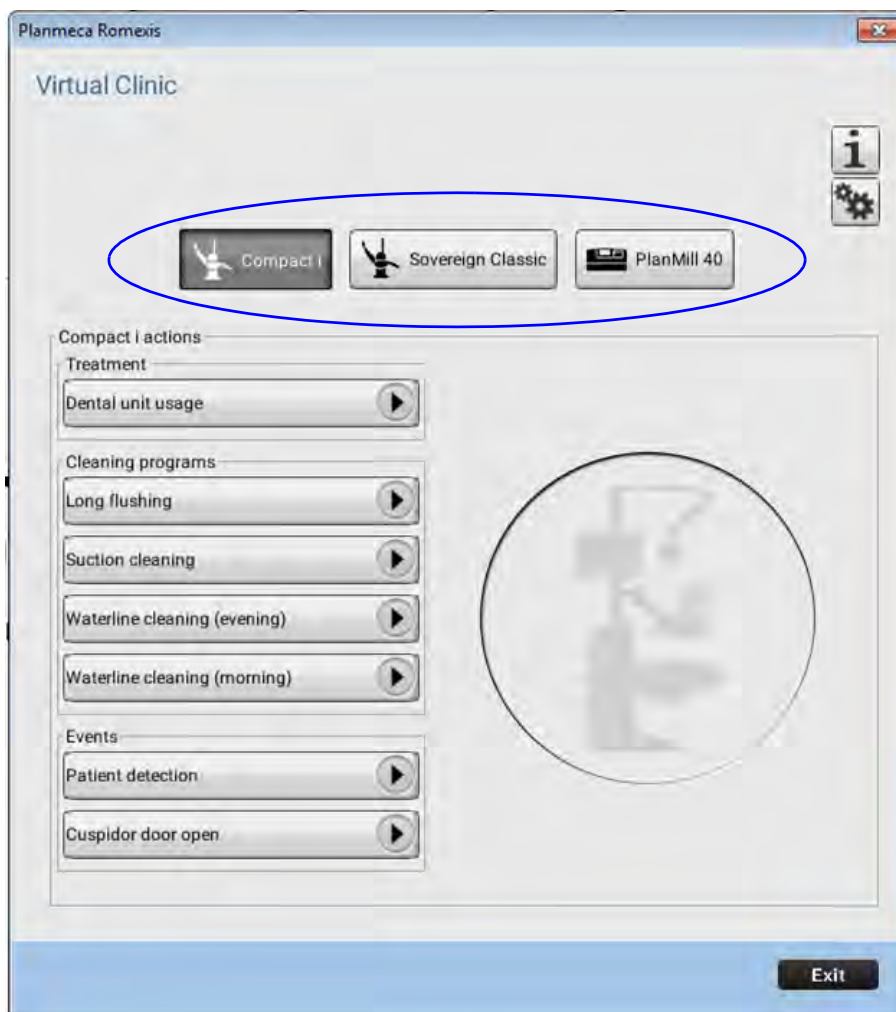 Planmeca Romexis
Virtual Clinic
i
Compact i
Sovereign Classic
PlanMill 40
Compact i actions
Treatment
Dental unit usage
Cleaning programs
Long flushing
Suction cleaning
Waterline cleaning (evening)
Waterline cleaning (morning)
Events
Patient detection
Cuspidor door open
Exit